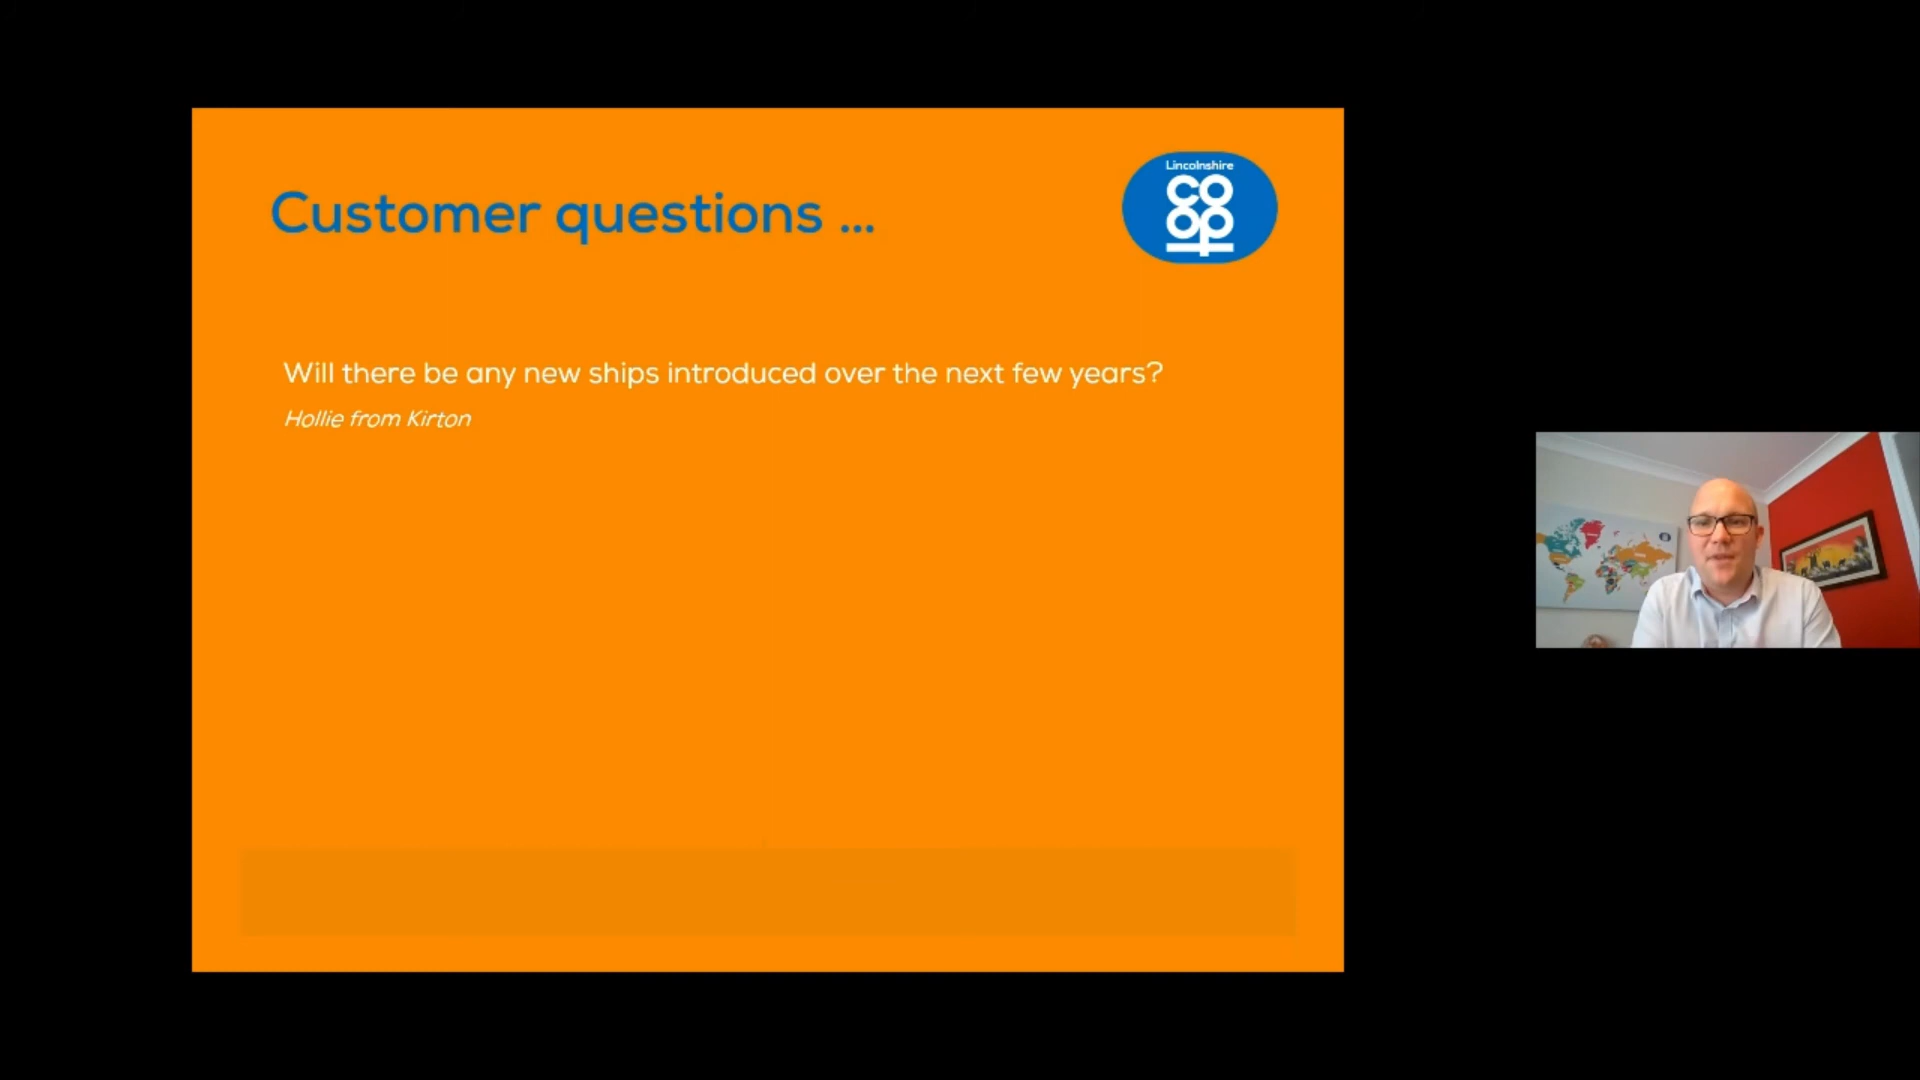 Customer questions ...
Lincolnshire
co
op
Will there be any new ships introduced over the next few years?
Hollie from Kirton